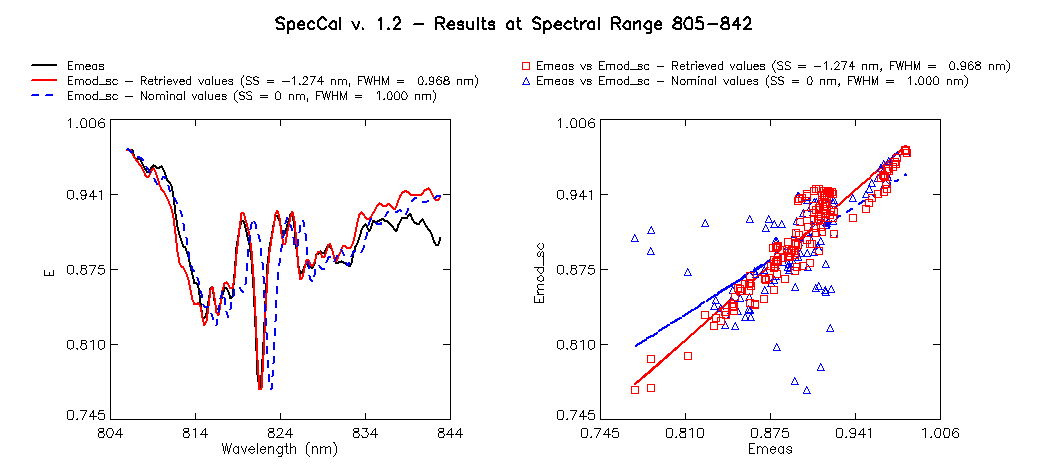 SpecCal v. 1.2 – Results at Spectral Range 805–842
Emeas
Emod_sc – Retrieved values (SS = −1.274 nm, FWHM = 0.968 nm)
Emod_sc – Nominal values (SS = 0 nm, FWHM = 1.000 nm)
Emeas vs Emod_sc – Retrieved values (SS = −1.274 nm, FWHM = 0.968 nm)
Emeas vs Emod_sc – Nominal values (SS = 0 nm, FWHM = 1.000 nm)
1.006
0.941
0.875
0.810
0.745
E
804 814 824 834 844
Wavelength (nm)
1.006
0.941
0.875
0.810
0.745
Emod_sc
0.745 0.810 0.875 0.941 1.006
Emeas